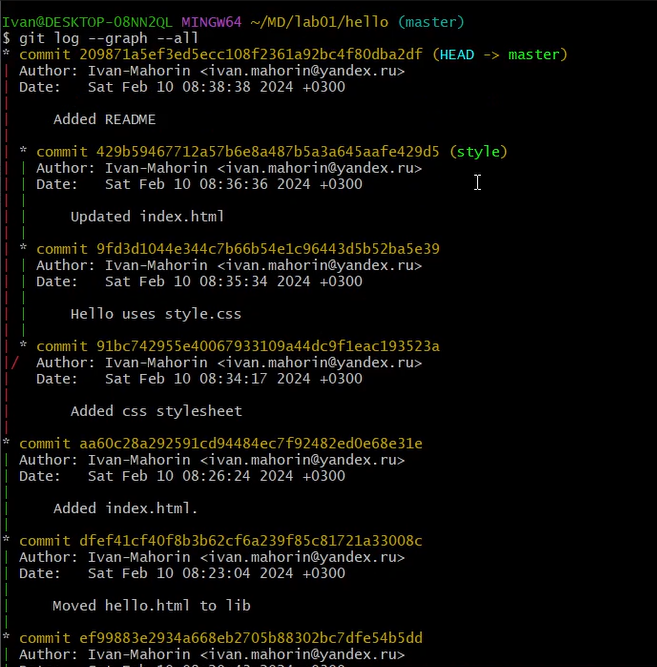 Ivan@DESKTOP-08NN2QL MINGW64 ~/MD/lab01/hello (master)
$ git log --graph --all
* commit 209871a5ef3ed5ecc108f2361a92bc4f80dba2df (HEAD -> master)
| Author: Ivan-Mahorin <ivan.mahorin@yandex.ru>
| Date:   Sat Feb 10 08:38:38 2024 +0300
|
|     Added README
|
| * commit 429b59467712a57b6e8a487b5a3a645aafe429d5 (style)
| | Author: Ivan-Mahorin <ivan.mahorin@yandex.ru>
| | Date:   Sat Feb 10 08:36:36 2024 +0300
| |
| |     Updated index.html
| |
| * commit 9fd3d1044e344c7b66b54e1c96443d5b52ba5e39
| | Author: Ivan-Mahorin <ivan.mahorin@yandex.ru>
| | Date:   Sat Feb 10 08:35:34 2024 +0300
| |
| |     Hello uses style.css
| |
| * commit 91bc742955e40067933109a44dc9f1eac193523a
|/  Author: Ivan-Mahorin <ivan.mahorin@yandex.ru>
|   Date:   Sat Feb 10 08:34:17 2024 +0300
|
|       Added css stylesheet
|
* commit aa60c28a292591cd94484ec7f92482ed0e68e31e
| Author: Ivan-Mahorin <ivan.mahorin@yandex.ru>
| Date:   Sat Feb 10 08:26:24 2024 +0300
|
|     Added index.html.
|
* commit dfef41cf40f8b3b62cf6a239f85c81721a33008c
| Author: Ivan-Mahorin <ivan.mahorin@yandex.ru>
| Date:   Sat Feb 10 08:23:04 2024 +0300
|
|     Moved hello.html to lib
|
* commit ef99883e2934a668eb2705b88302bc7dfe54b5dd
| Author: Ivan-Mahorin <ivan.mahorin@yandex.ru>